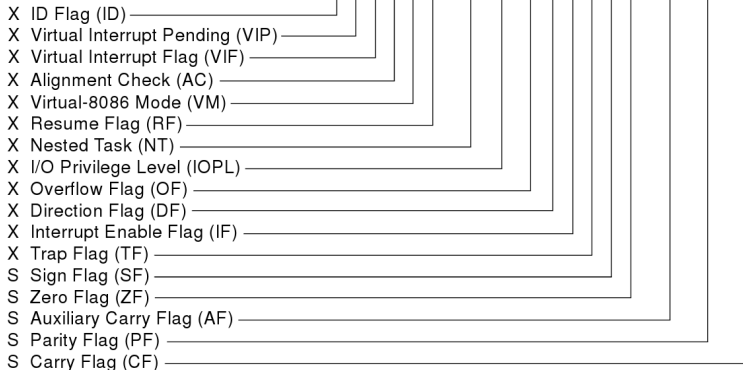 X ID Flag (ID)
X Virtual Interrupt Pending (VIP)
X Virtual Interrupt Flag (VIF)
X Alignment Check (AC)
X Virtual-8086 Mode (VM)
X Resume Flag (RF)
X Nested Task (NT)
X I/O Privilege Level (IOPL)
X Overflow Flag (OF)
X Direction Flag (DF)
X Interrupt Enable Flag (IF)
X Trap Flag (TF)
S Sign Flag (SF)
S Zero Flag (ZF)
S Auxiliary Carry Flag (AF)
S Parity Flag (PF)
S Carry Flag (CF)